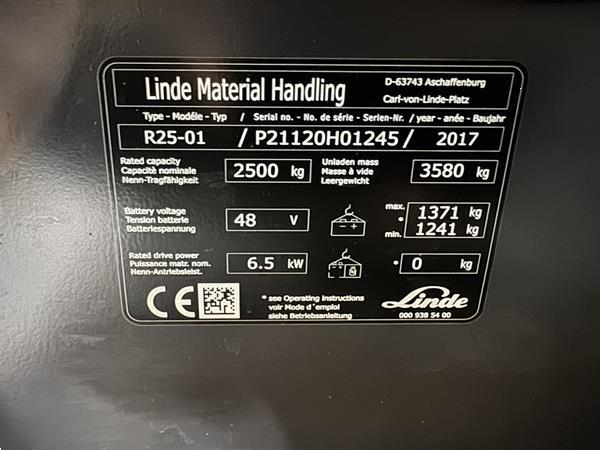 Linde Material Handling
D-63743 Aschaffenburg
Carl-von-Linde-Platz
Type - Modéle - Typ / Serial no. - No. de série - Serien-Nr. / year - anée - Baujahr
R25-01 / P21120H01245 / 2017
Rated capacity
Capacité nominale
Nenn-Tragfähigkeit
2500 kg
Unladen mass
Masse à vide
Leergewicht
3580 kg
Battery voltage
Tension batterie
Batteriespannung
48 V
- +
max. 1371 kg
*
min. 1241 kg
Rated drive power
Puissance matr. nom.
Nenn-Antriebsleist.
6.5 kW
* 0 kg
CE
* see Operating Instructions
voir Mode d´emploi
siehe Betriebsanleitung
Linde
000 938 54 00